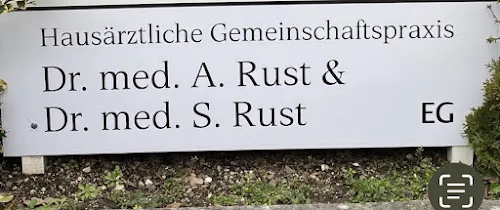 Hausärztliche Gemeinschaftspraxis
Dr. med. A. Rust &
Dr. med. S. Rust EG